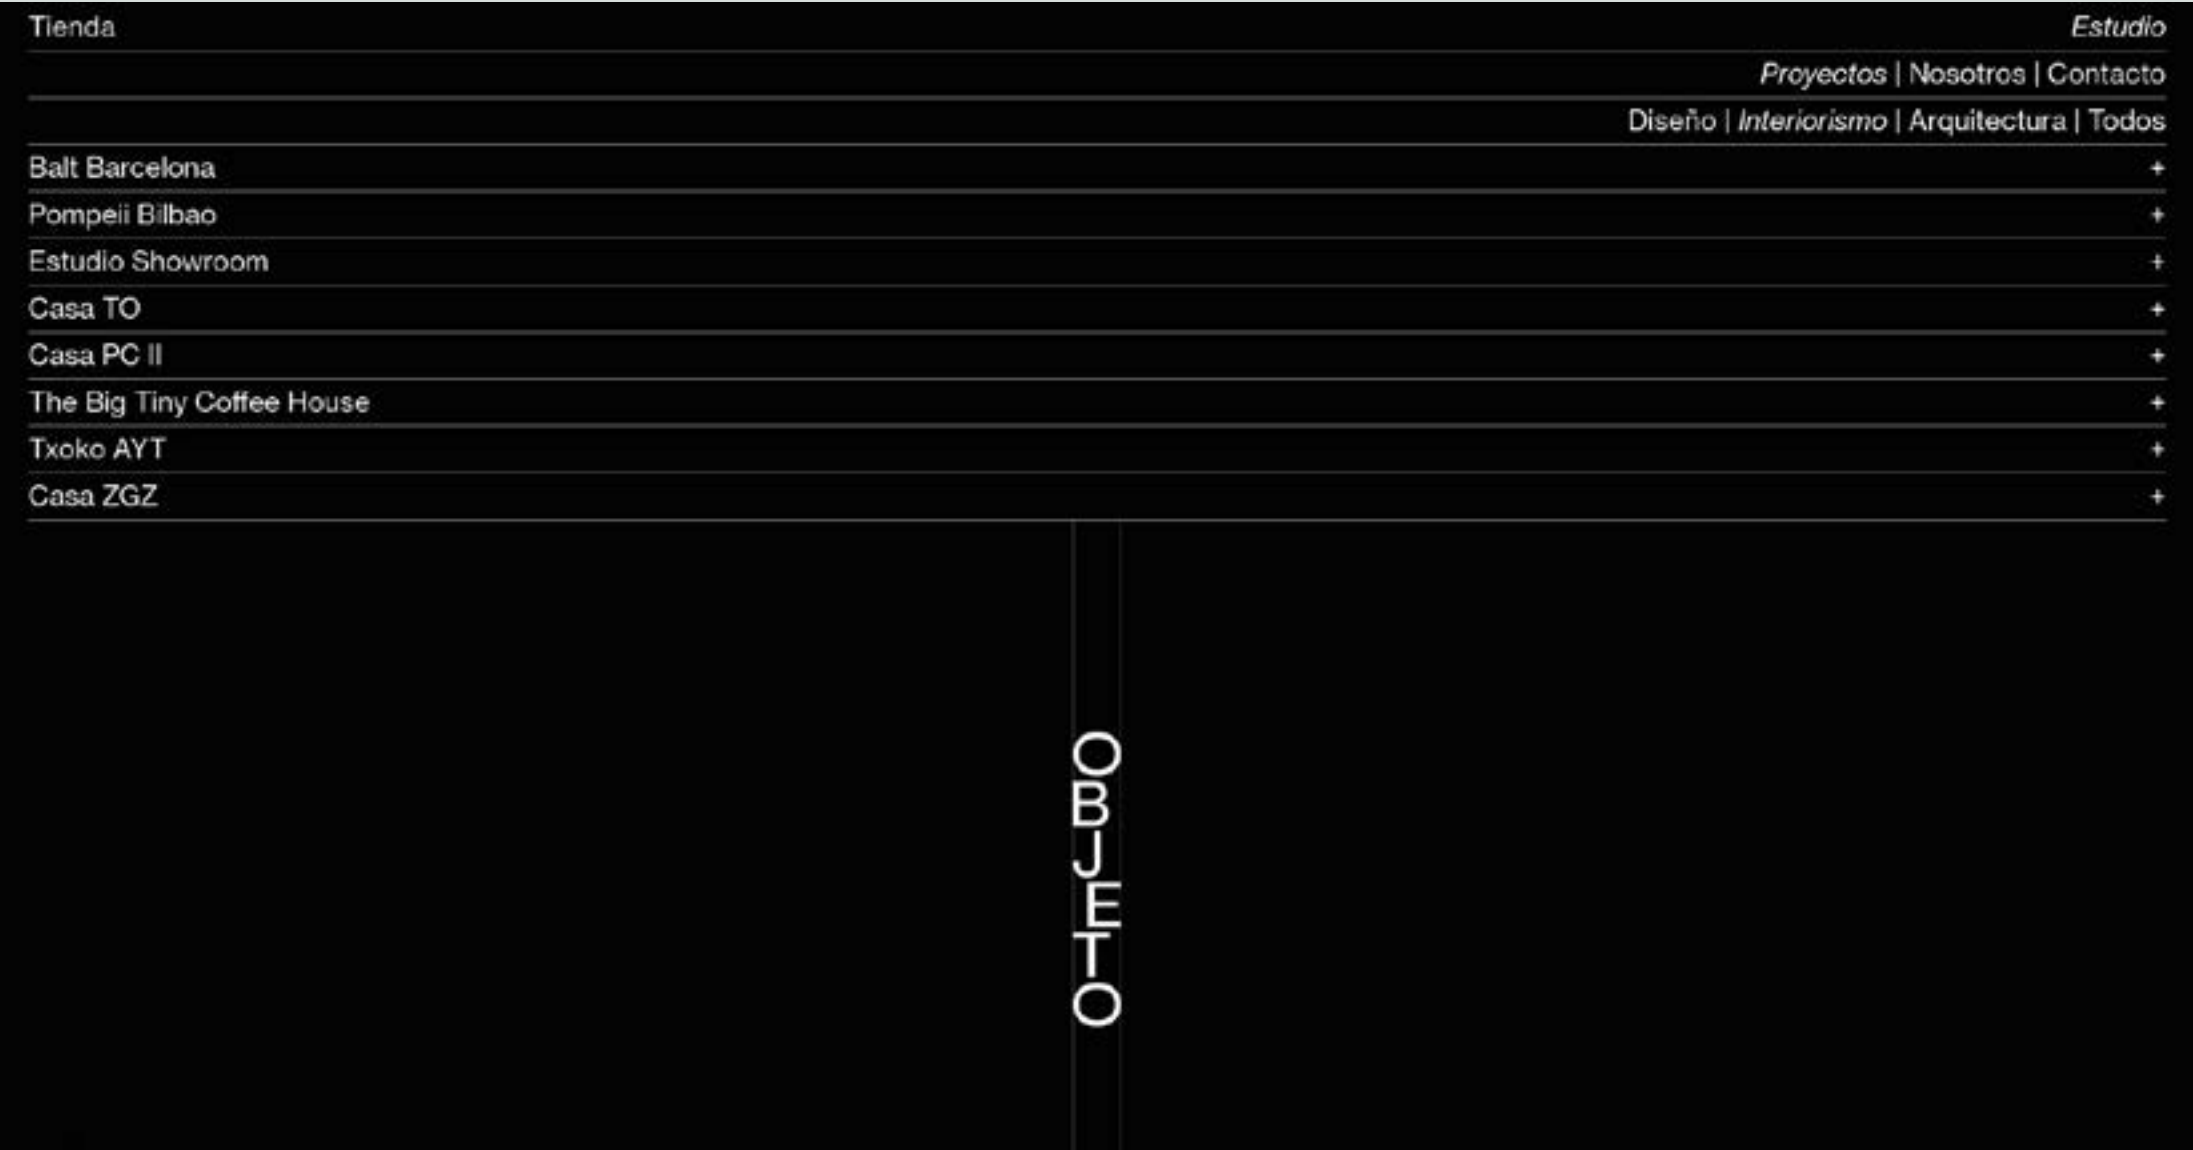 Tienda Estudio
Proyectos | Nosotros | Contacto
Diseño | Interiorismo | Arquitectura | Todos
Balt Barcelona +
Pompeii Bilbao +
Estudio Showroom +
Casa TO +
Casa PC II +
The Big Tiny Coffee House +
Txoko AYT +
Casa ZGZ +
O
B
J
E
T
O